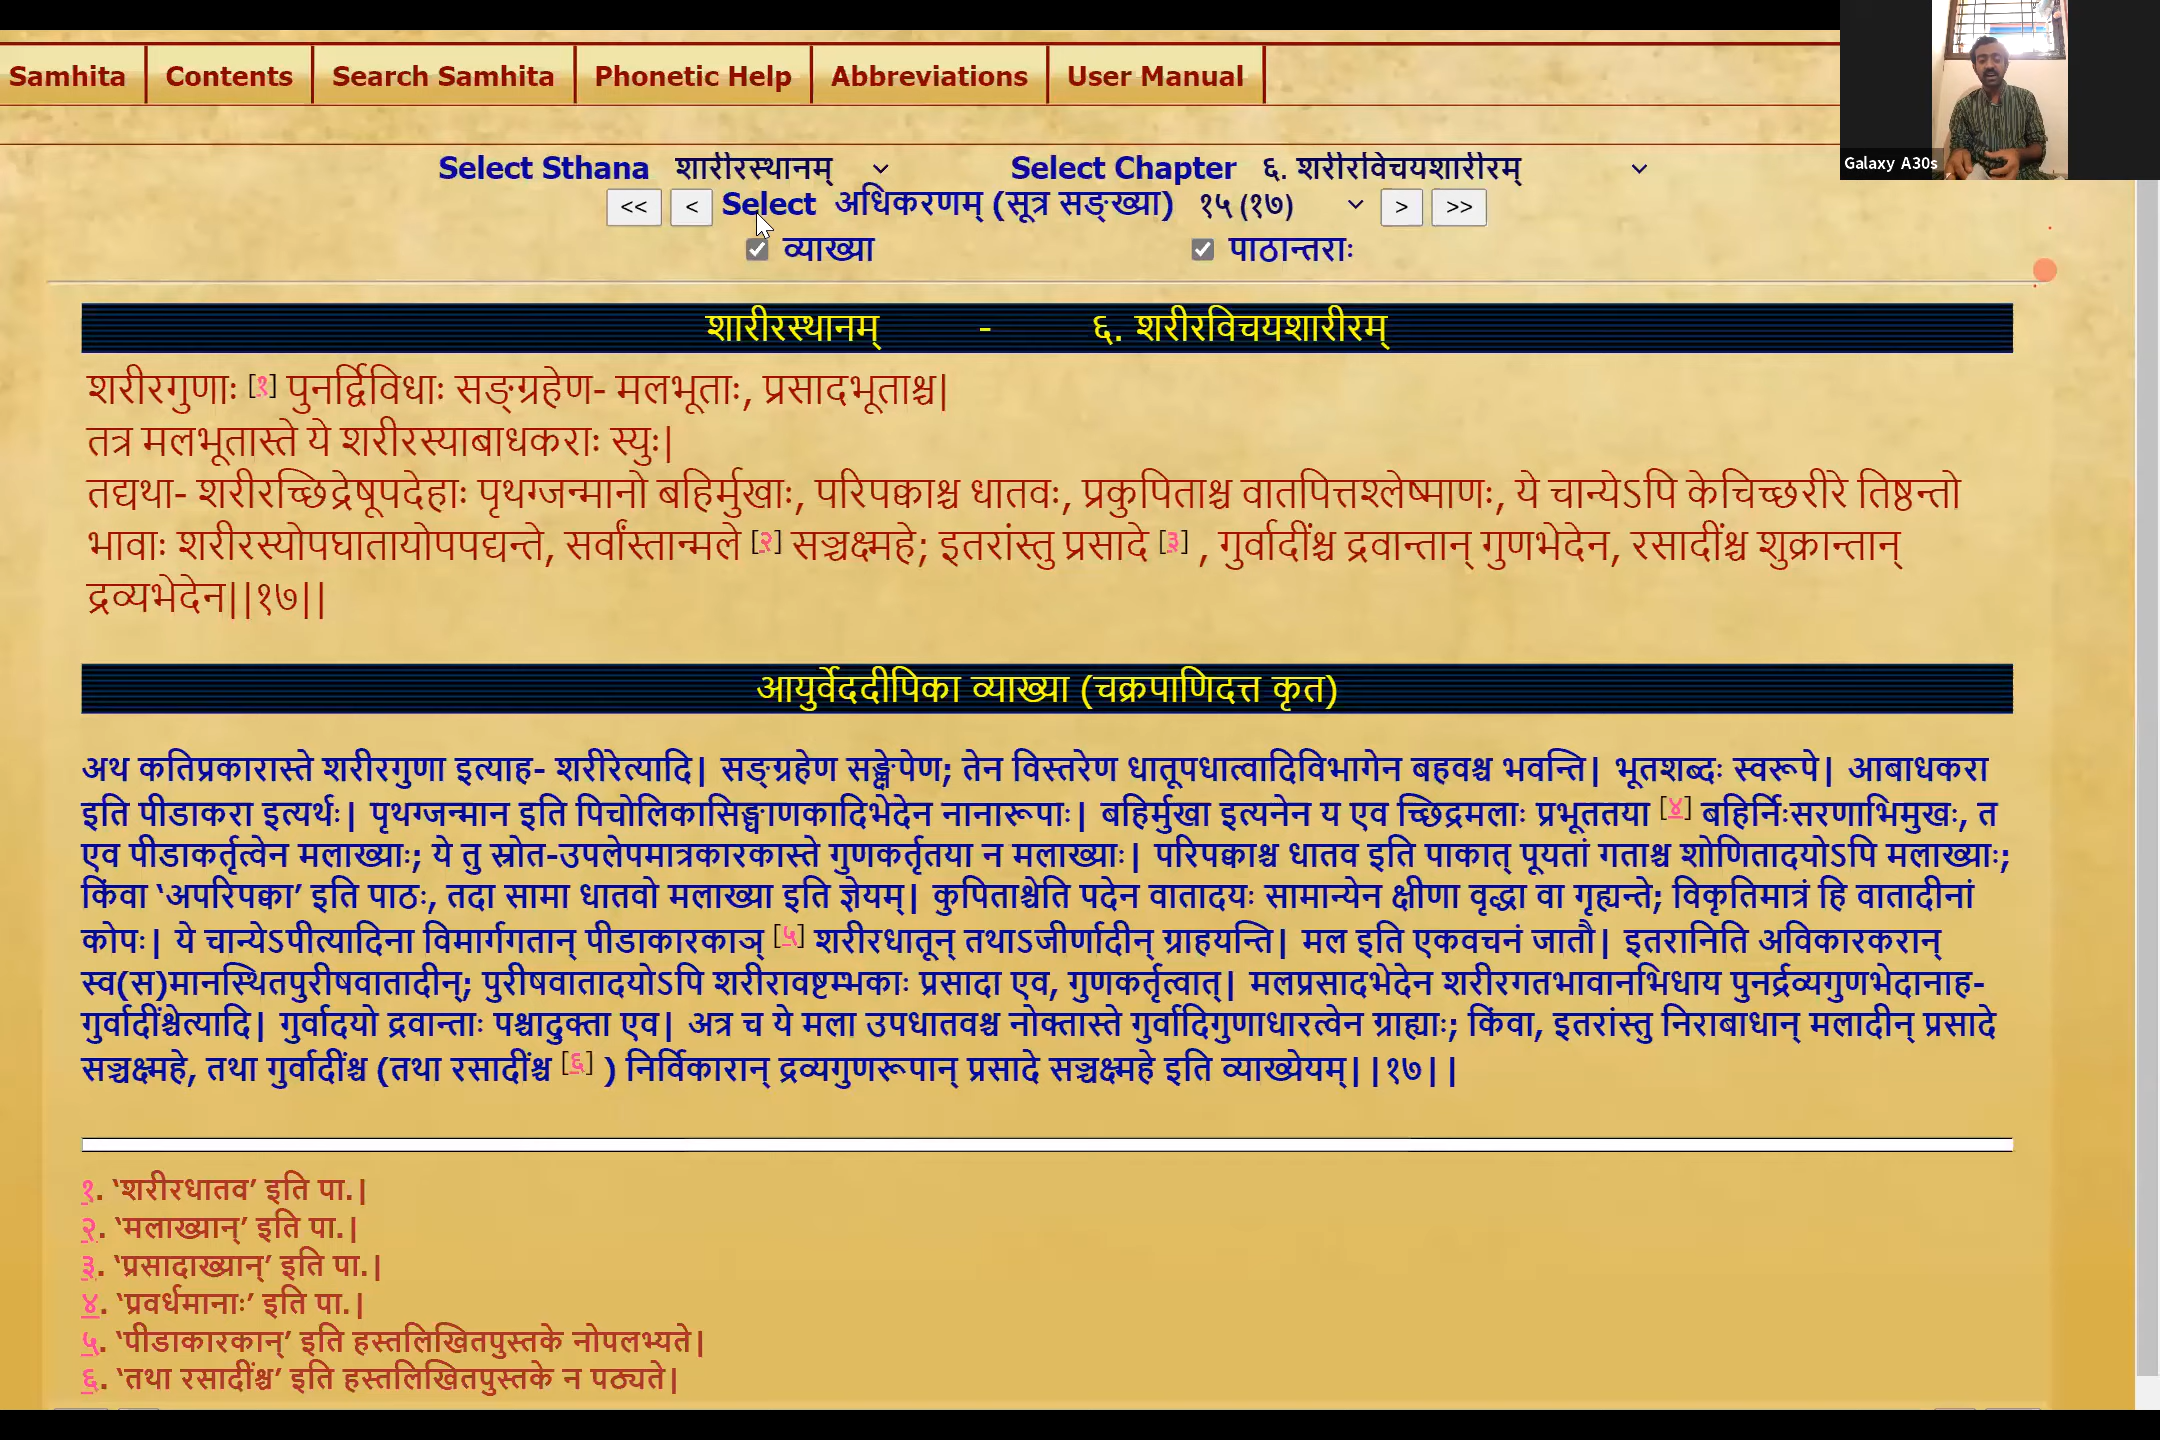 Samhita Contents Search Samhita Phonetic Help Abbreviations User Manual
Galaxy A30s
Select Sthana शारीरस्थानम् Select Chapter ६. शरीरविचयशारीरम्
<< < Select अधिकरणम् (सूत्र सङ्ख्या) १५ (१७) > >>
व्याख्या पाठान्तराः
शारीरस्थानम् - ६. शरीरविचयशारीरम्
शरीरगुणाः [१] पुनर्द्विविधाः सङ्ग्रहेण- मलभूताः, प्रसादभूताश्च|
तत्र मलभूतास्ते ये शरीरस्याबाधकराः स्युः|
तद्यथा- शरीरच्छिद्रेषूपदेहाः पृथग्जन्मानो बहिर्मुखाः, परिपक्वाश्च धातवः, प्रकुपिताश्च वातपित्तश्लेष्माणः, ये चान्येऽपि केचिच्छरीरे तिष्ठन्तो
भावाः शरीरस्योपघातायोपपद्यन्ते, सर्वांस्तान्मले [२] सञ्चक्ष्महे; इतरांस्तु प्रसादे [३] , गुर्वादींश्च द्रवान्तान् गुणभेदेन, रसादींश्च शुक्रान्तान्
द्रव्यभेदेन||१७||
आयुर्वेददीपिका व्याख्या (चक्रपाणिदत्त कृत)
अथ कतिप्रकारास्ते शरीरगुणा इत्याह- शरीरेत्यादि| सङ्ग्रहेण सङ्क्षेपेण; तेन विस्तरेण धातूपधात्वादिविभागेन बहवश्च भवन्ति| भूतशब्दः स्वरूपे| आबाधकरा
इति पीडाकरा इत्यर्थः| पृथग्जन्मान इति पिचोलिकासिङ्घाणकादिभेदेन नानारूपाः| बहिर्मुखा इत्यनेन य एव च्छिद्रमलाः प्रभूततया [४] बहिर्निःसरणाभिमुखः, त
एव पीडाकर्तृत्वेन मलाख्याः; ये तु स्रोत-उपलेपमात्रकारकास्ते गुणकर्तृतया न मलाख्याः| परिपक्वाश्च धातव इति पाकात् पूयतां गताश्च शोणितादयोऽपि मलाख्याः;
किंवा ‘अपरिपक्वा’ इति पाठः, तदा सामा धातवो मलाख्या इति ज्ञेयम्| कुपिताश्चेति पदेन वातादयः सामान्येन क्षीणा वृद्धा वा गृह्यन्ते; विकृतिमात्रं हि वातादीनां
कोपः| ये चान्येऽपीत्यादिना विमार्गगतान् पीडाकारकाञ् [५] शरीरधातून् तथाऽजीर्णादीन् ग्राहयन्ति| मल इति एकवचनं जातौ| इतरानिति अविकारकरान्
स्व(स)मानस्थितपुरीषवातादीन्; पुरीषवातादयोऽपि शरीरावष्टम्भकाः प्रसादा एव, गुणकर्तृत्वात्| मलप्रसादभेदेन शरीरगतभावानभिधाय पुनर्द्रव्यगुणभेदानाह-
गुर्वादींश्चेत्यादि| गुर्वादयो द्रवान्ताः पश्चादुक्ता एव| अत्र च ये मला उपधातवश्च नोक्तास्ते गुर्वादिगुणाधारत्वेन ग्राह्याः; किंवा, इतरांस्तु निराबाधान् मलादीन् प्रसादे
सञ्चक्ष्महे, तथा गुर्वादींश्च (तथा रसादींश्च [६] ) निर्विकारान् द्रव्यगुणरूपान् प्रसादे सञ्चक्ष्महे इति व्याख्येयम्||१७||
१. ‘शरीरधातव’ इति पा.|
२. ‘मलाख्यान्’ इति पा.|
३. ‘प्रसादाख्यान्’ इति पा.|
४. ‘प्रवर्धमानाः’ इति पा.|
५. ‘पीडाकारकान्’ इति हस्तलिखितपुस्तके नोपलभ्यते|
६. ‘तथा रसादींश्च’ इति हस्तलिखितपुस्तके न पठ्यते|